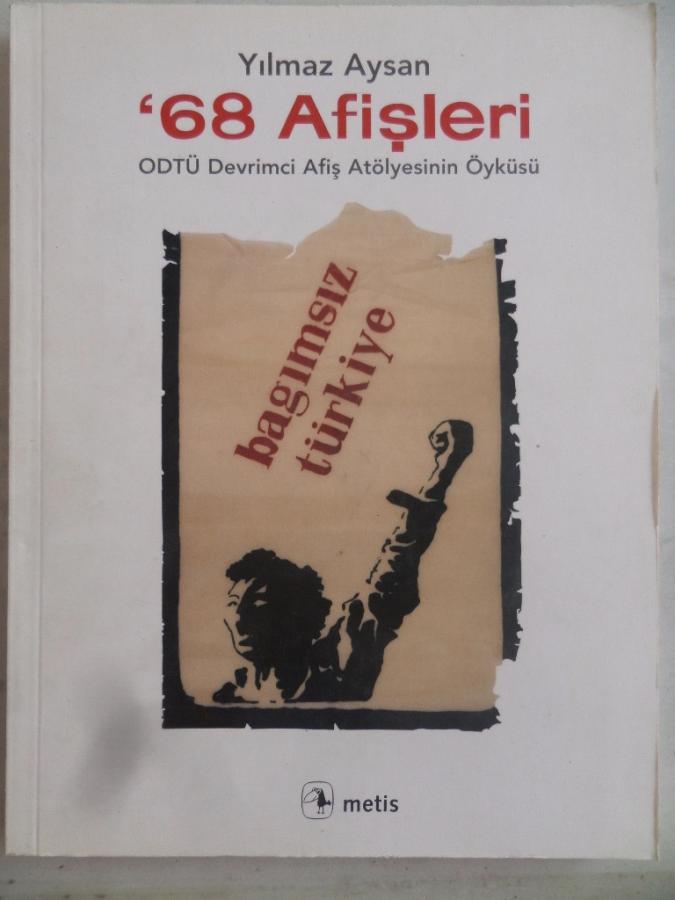 Yılmaz Aysan
‘68 Afişleri
ODTÜ Devrimci Afiş Atölyesinin Öyküsü
bagımsız
türkiye
metis